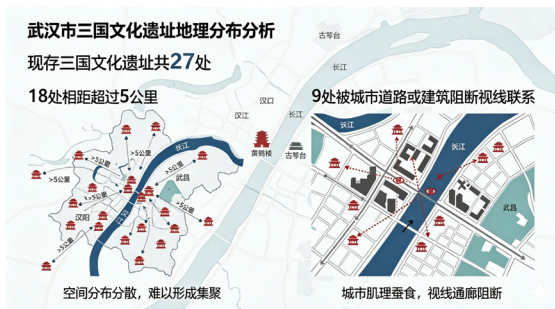 武汉市三国文化遗址地理分布分析
现存三国文化遗址共27处
18处相距超过5公里
9处被城市道路或建筑阻断视线联系
古琴台
长江
汉口
汉江
长江
黄鹤楼
古琴台
>5公里
>5公里
>5公里
>5公里
>5公里
>5公里
>5公里
长江
武昌
汉阳
长江
长江
武昌
空间分布分散，难以形成集聚
城市肌理蚕食，视线通廊阻断